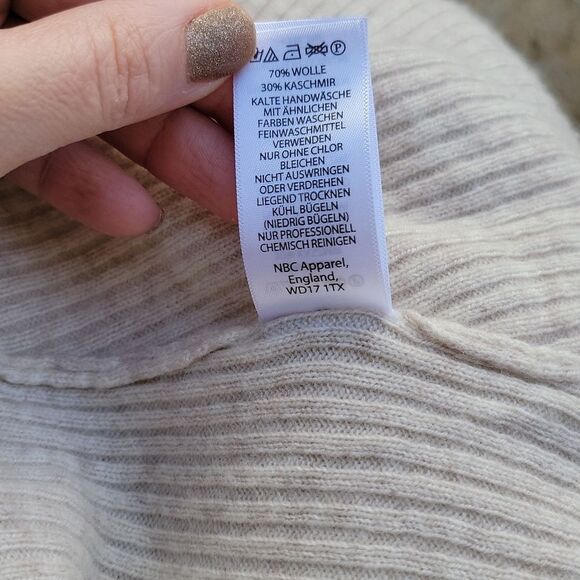 70% WOLLE
30% KASCHMIR
KALTE HANDWÄSCHE
MIT ÄHNLICHEN
FARBEN WASCHEN
FEINWASCHMITTEL
VERWENDEN
NUR OHNE CHLOR
BLEICHEN
NICHT AUSWRINGEN
ODER VERDREHEN
LIEGEND TROCKNEN
KÜHL BÜGELN
(NIEDRIG BÜGELN)
NUR PROFESSIONELL
CHEMISCH REINIGEN
NBC Apparel,
England,
WD17 1TX